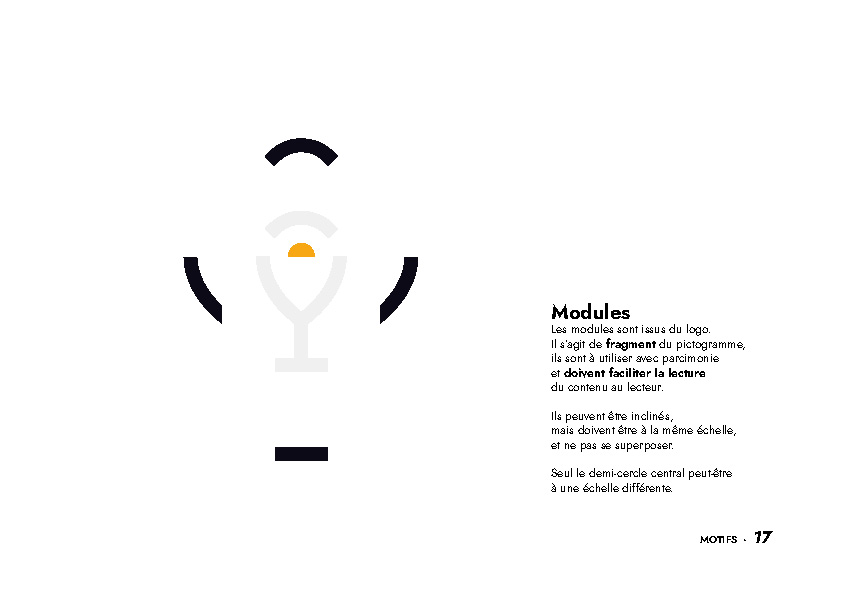 Modules
Les modules sont issus du logo.
Il s'agit de fragment du pictogramme,
ils sont à utiliser avec parcimonie
et doivent faciliter la lecture
du contenu au lecteur.
Ils peuvent être inclinés,
mais doivent être à la même échelle,
et ne pas se superposer.
Seul le demi-cercle central peut-être
à une échelle différente.
MOTIFS · 17